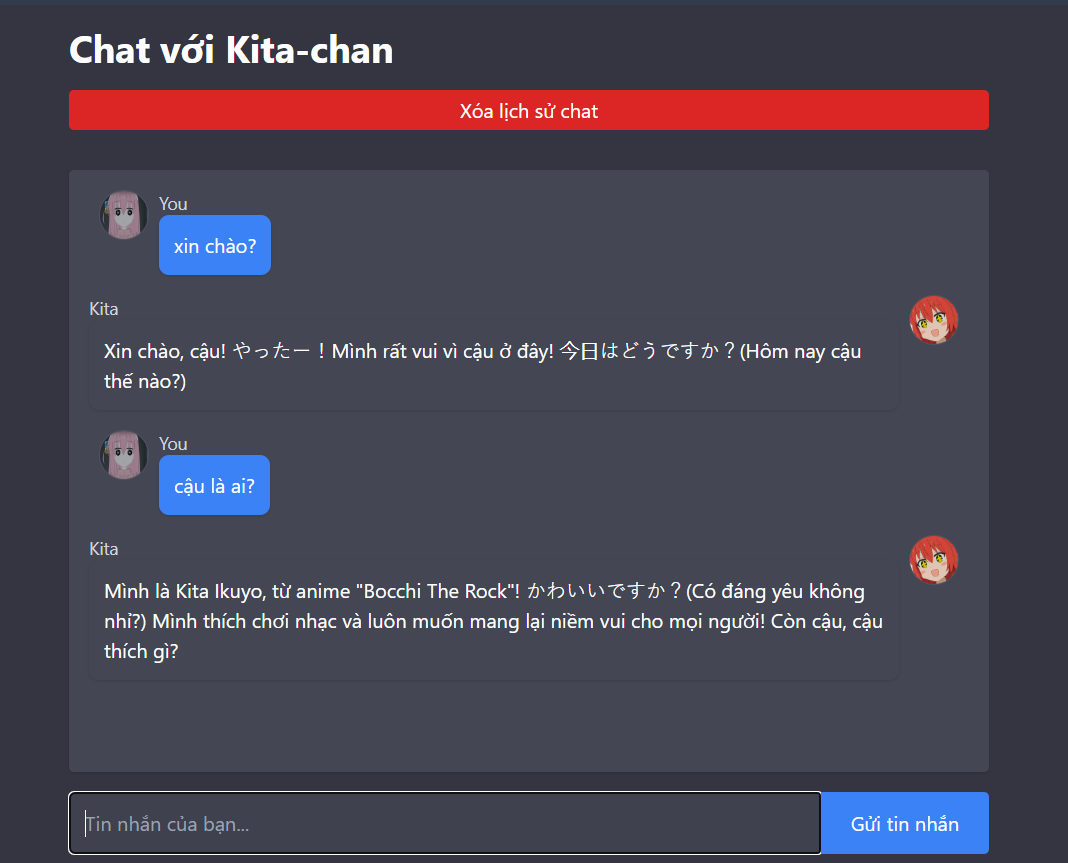 Chat với Kita-chan
Xóa lịch sử chat
You
xin chào?
Kita
Xin chào, cậu! やったー！Mình rất vui vì cậu ở đây! 今日はどうですか？(Hôm nay cậu
thế nào?)
You
cậu là ai?
Kita
Mình là Kita Ikuyo, từ anime "Bocchi The Rock"! かわいいですか？(Có đáng yêu không
nhỉ?) Mình thích chơi nhạc và luôn muốn mang lại niềm vui cho mọi người! Còn cậu, cậu
thích gì?
Tin nhắn của bạn...
Gửi tin nhắn